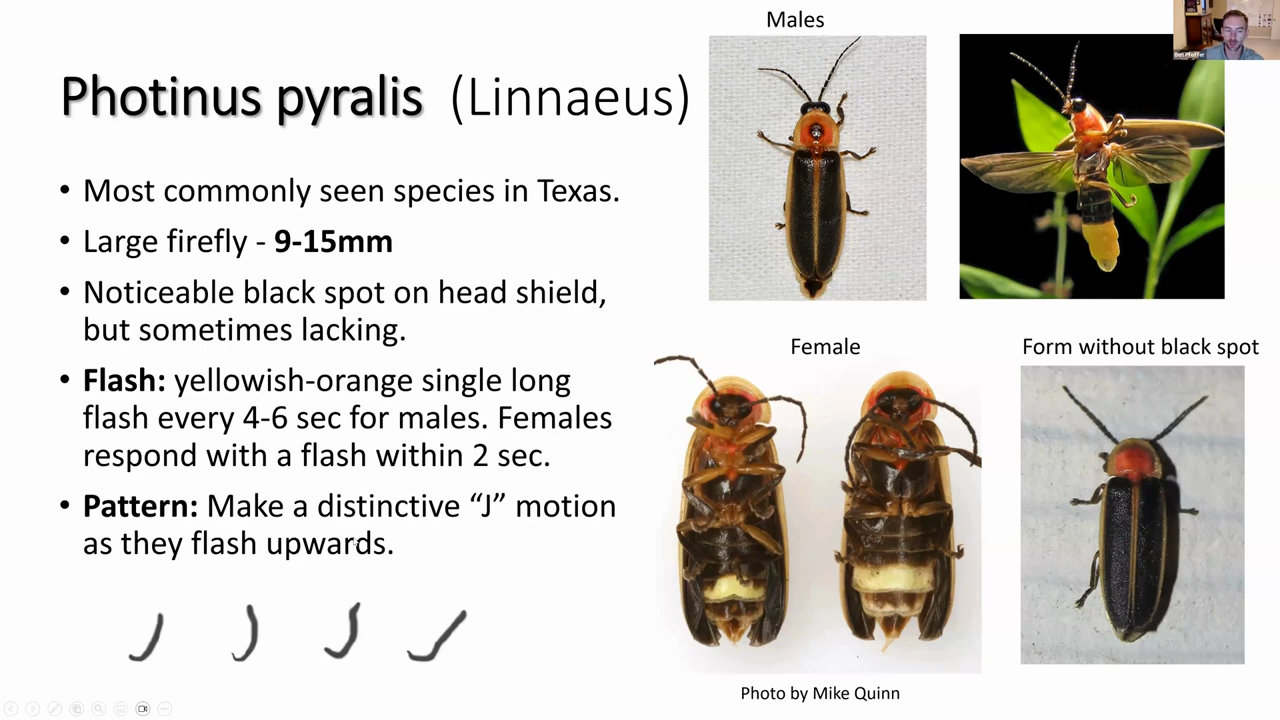 Photinus pyralis (Linnaeus)
• Most commonly seen species in Texas.
• Large firefly - 9-15mm
• Noticeable black spot on head shield,
but sometimes lacking.
• Flash: yellowish-orange single long
flash every 4-6 sec for males. Females
respond with a flash within 2 sec.
• Pattern: Make a distinctive “J” motion
as they flash upwards.
Males
Female
Form without black spot
Photo by Mike Quinn
Ben Pfeiffer